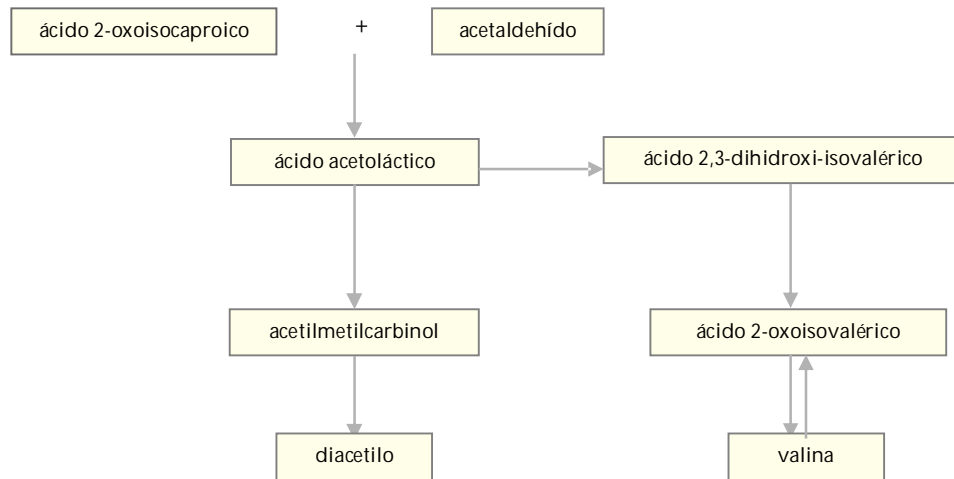 ácido 2-oxoisocaproico + acetaldehído
ácido acetoláctico
ácido 2,3-dihidroxi-isovalérico
acetilmetilcarbinol
ácido 2-oxoisovalérico
diacetilo
valina